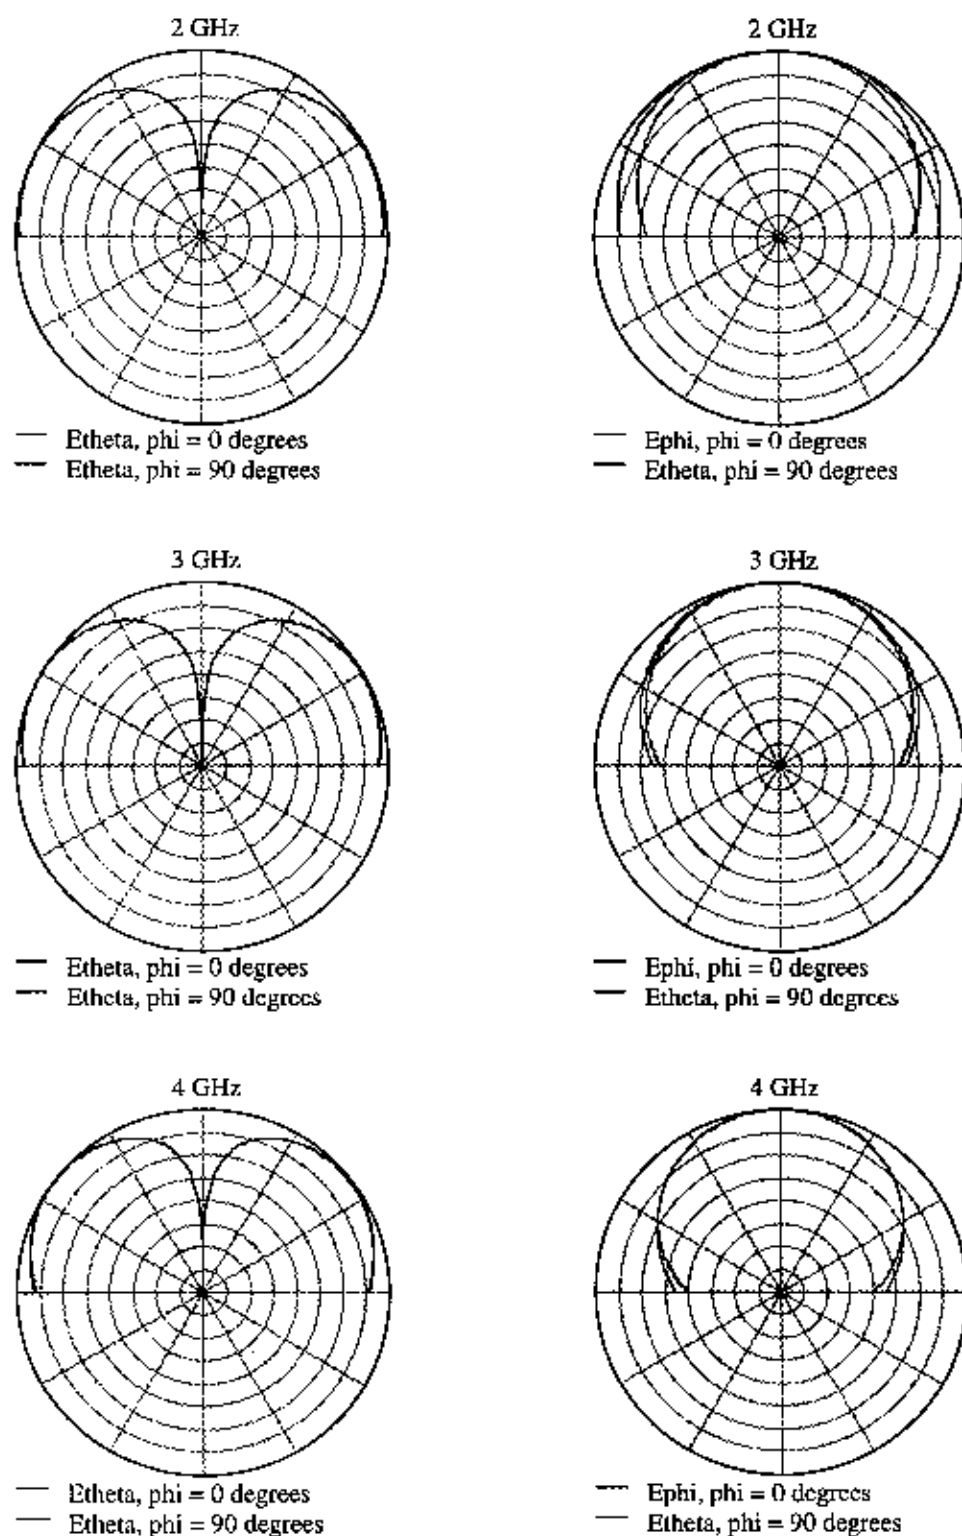 2 GHz
Etheta, phi = 0 degrees
Etheta, phi = 90 degrees
2 GHz
Ephi, phi = 0 degrees
Etheta, phi = 90 degrees
3 GHz
Etheta, phi = 0 degrees
Etheta, phi = 90 degrees
3 GHz
Ephi, phi = 0 degrees
Etheta, phi = 90 degrees
4 GHz
Etheta, phi = 0 degrees
Etheta, phi = 90 degrees
4 GHz
Ephi, phi = 0 degrees
Etheta, phi = 90 degrees